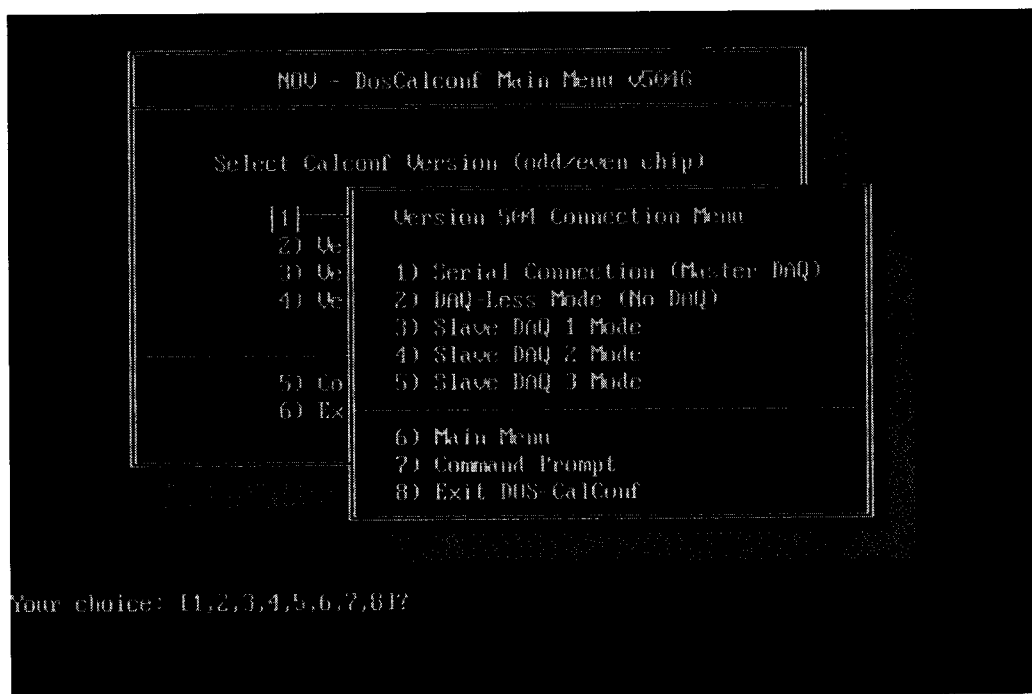 NOV - DosCalconf Main Menu v504G
Select Calconf Version (odd/even chip)
[1]
2) Ve
3) Ve
4) Ve
5) Co
6) Ex
Version 504 Connection Menu
1) Serial Connection (Master DAQ)
2) DAQ-Less Mode (No DAQ)
3) Slave DAQ 1 Mode
4) Slave DAQ 2 Mode
5) Slave DAQ 3 Mode
6) Main Menu
7) Command Prompt
8) Exit DOS-CalConf
Your choice: [1,2,3,4,5,6,7,8]?